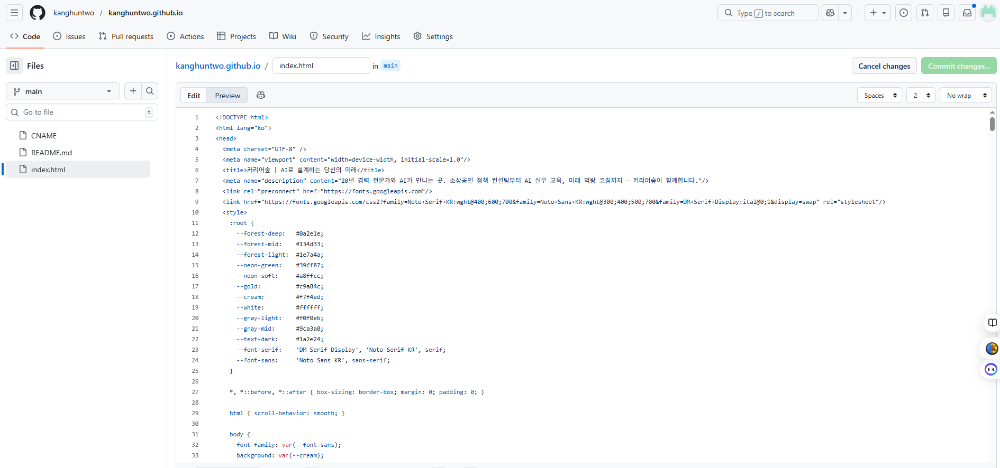 kanghuntwo / kanghuntwo.github.io
Type / to search
Code Issues Pull requests Actions Projects Wiki Security Insights Settings
Files
main
Go to file t
CNAME
README.md
index.html
kanghuntwo.github.io / index.html in main
Cancel changes Commit changes...
Edit Preview
Spaces 2 No wrap
1 <!DOCTYPE html>
2 <html lang="ko">
3 <head>
4 <meta charset="UTF-8" />
5 <meta name="viewport" content="width=device-width, initial-scale=1.0"/>
6 <title>커리어숲 | AI로 설계하는 당신의 미래</title>
7 <meta name="description" content="20년 경력 전문가와 AI가 만나는 곳. 소상공인 정책 컨설팅부터 AI 실무 교육, 미래 역량 코칭까지 - 커리어숲이 함께합니다."/>
8 <link rel="preconnect" href="https://fonts.googleapis.com"/>
9 <link href="https://fonts.googleapis.com/css2?family=Noto+Serif+KR:wght@400;600;700&family=Noto+Sans+KR:wght@300;400;500;700&family=DM+Serif+Display:ital@0;1&display=swap" rel="stylesheet"/>
10 <style>
11 :root {
12 --forest-deep: #0a2e1e;
13 --forest-mid: #134d33;
14 --forest-light: #1e7a4a;
15 --neon-green: #39ff87;
16 --neon-soft: #a8ffcc;
17 --gold: #c9a84c;
18 --cream: #f7f4ed;
19 --white: #ffffff;
20 --gray-light: #f0f0eb;
21 --gray-mid: #9ca3a0;
22 --text-dark: #1a2e24;
23 --font-serif: 'DM Serif Display', 'Noto Serif KR', serif;
24 --font-sans: 'Noto Sans KR', sans-serif;
25 }
26
27 *, *::before, *::after { box-sizing: border-box; margin: 0; padding: 0; }
28
29 html { scroll-behavior: smooth; }
30
31 body {
32 font-family: var(--font-sans);
33 background: var(--cream);